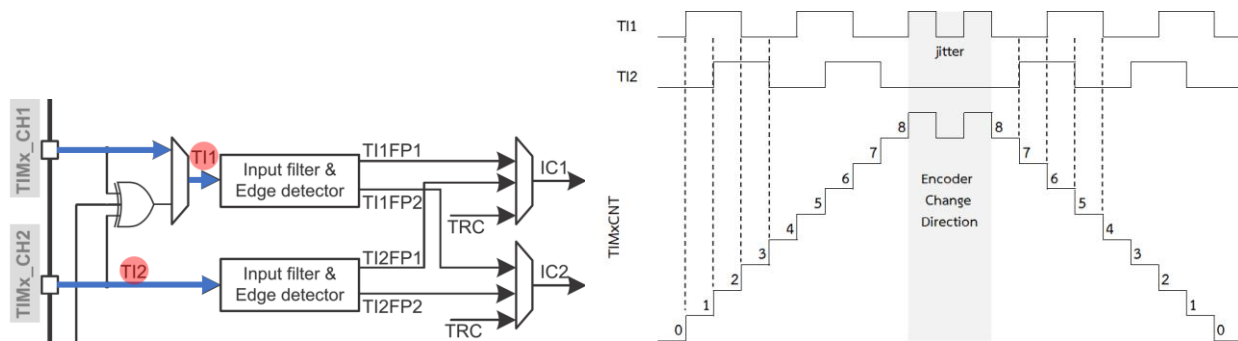 TIMx_CH1
TI1
Input filter &
Edge detector
TI1FP1
TI1FP2
IC1
TRC
TIMx_CH2
TI2
Input filter &
Edge detector
TI2FP1
TI2FP2
IC2
TRC
TI1
jitter
TI2
TIMxCNT
0
1
2
3
4
5
6
7
8
Encoder
Change
Direction
8
7
6
5
4
3
2
1
0